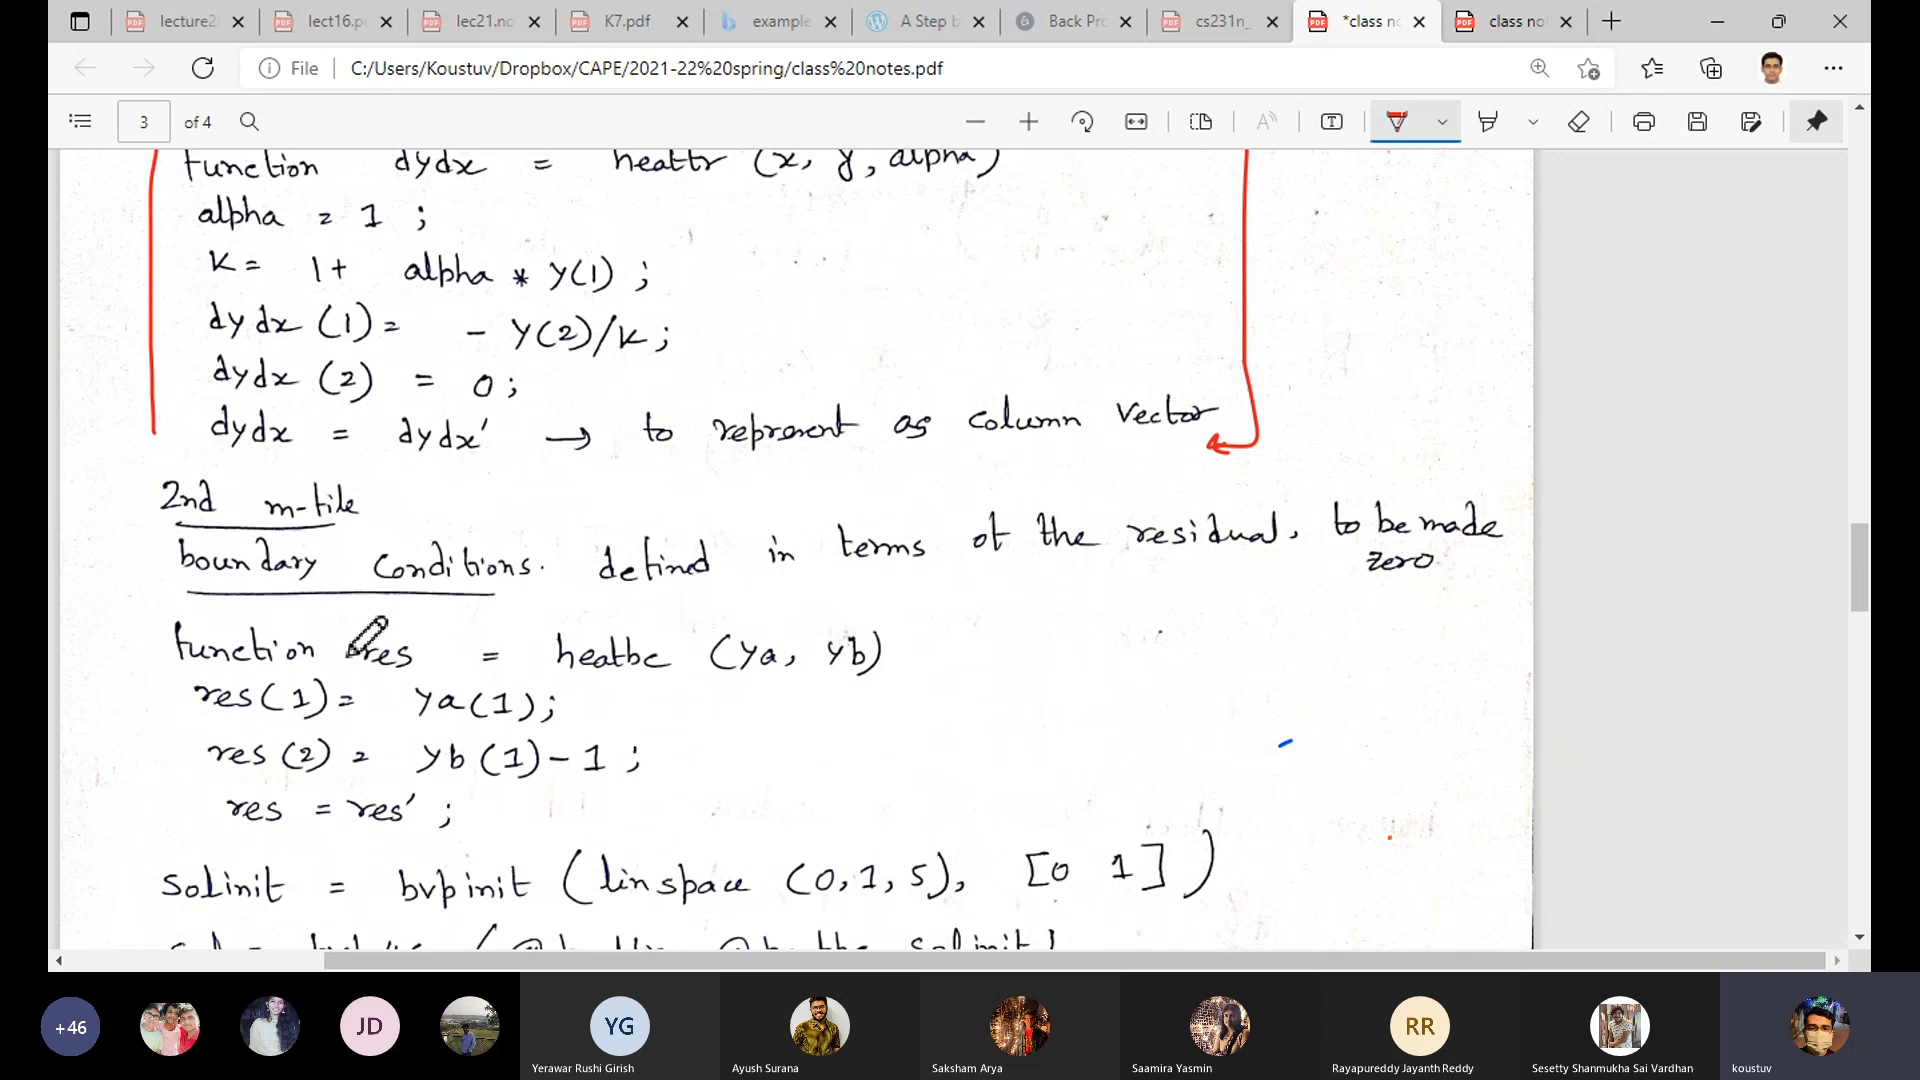 lecture2
lect16.p
lec21.no
K7.pdf
example
A Step b
Back Pro
cs231n_
*class no
class not
File
C:/Users/Koustuv/Dropbox/CAPE/2021-22%20spring/class%20notes.pdf
3 of 4
function dydx = heattr (x, y, alpha)
alpha = 1 ;
K = 1+ alpha * y(1) ;
dydx (1) = - y(2)/k ;
dydx (2) = 0 ;
dydx = dydx' → to represent as column vector
2nd m-file
boundary conditions. defined in terms of the residual, to be made
zero.
function res = heatbc (ya, yb)
res(1) = ya(1);
res (2) = yb (1) - 1 ;
res = res' ;
solinit = bvpinit (linspace (0,1,5), [0 1])
+46
JD
YG
RR
Yerawar Rushi Girish
Ayush Surana
Saksham Arya
Saamira Yasmin
Rayapureddy Jayanth Reddy
Sesetty Shanmukha Sai Vardhan
koustuv